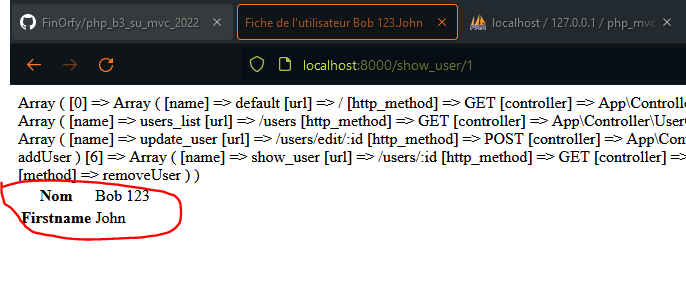 FinOrfy/php_b3_su_mvc_2022
Fiche de l'utilisateur Bob 123.John
localhost / 127.0.0.1 / php_mvc
localhost:8000/show_user/1
Array ( [0] => Array ( [name] => default [url] => / [http_method] => GET [controller] => App\Controlle
Array ( [name] => users_list [url] => /users [http_method] => GET [controller] => App\Controller\UserC
Array ( [name] => update_user [url] => /users/edit/:id [http_method] => POST [controller] => App\Cont
addUser ) [6] => Array ( [name] => show_user [url] => /users/:id [http_method] => GET [controller] =>
[method] => removeUser ) )
Nom Bob 123
Firstname John